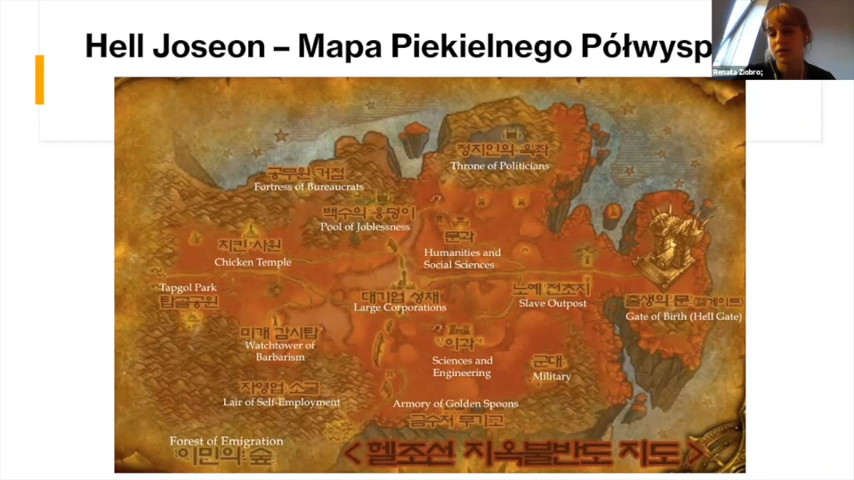 Hell Joseon – Mapa Piekielnego Półwysp
Renata Ziobro;
정치인의 옥좌
Throne of Politicians
공무원 거점
Fortress of Bureaucrats
백수의 웅덩이
Pool of Joblessness
치킨 사원
Chicken Temple
문과
Humanities and
Social Sciences
Tapgol Park
탑골공원
대기업 성채
Large Corporations
노예 전초지
Slave Outpost
출생의 문 헬게이트
Gate of Birth (Hell Gate)
미개 감시탑
Watchtower of
Barbarism
이과
Sciences and
Engineering
군대
Military
자영업 소굴
Lair of Self-Employment
Armory of Golden Spoons
금수저 무기고
Forest of Emigration
이민의 숲
< 헬조선 지옥불반도 지도 >